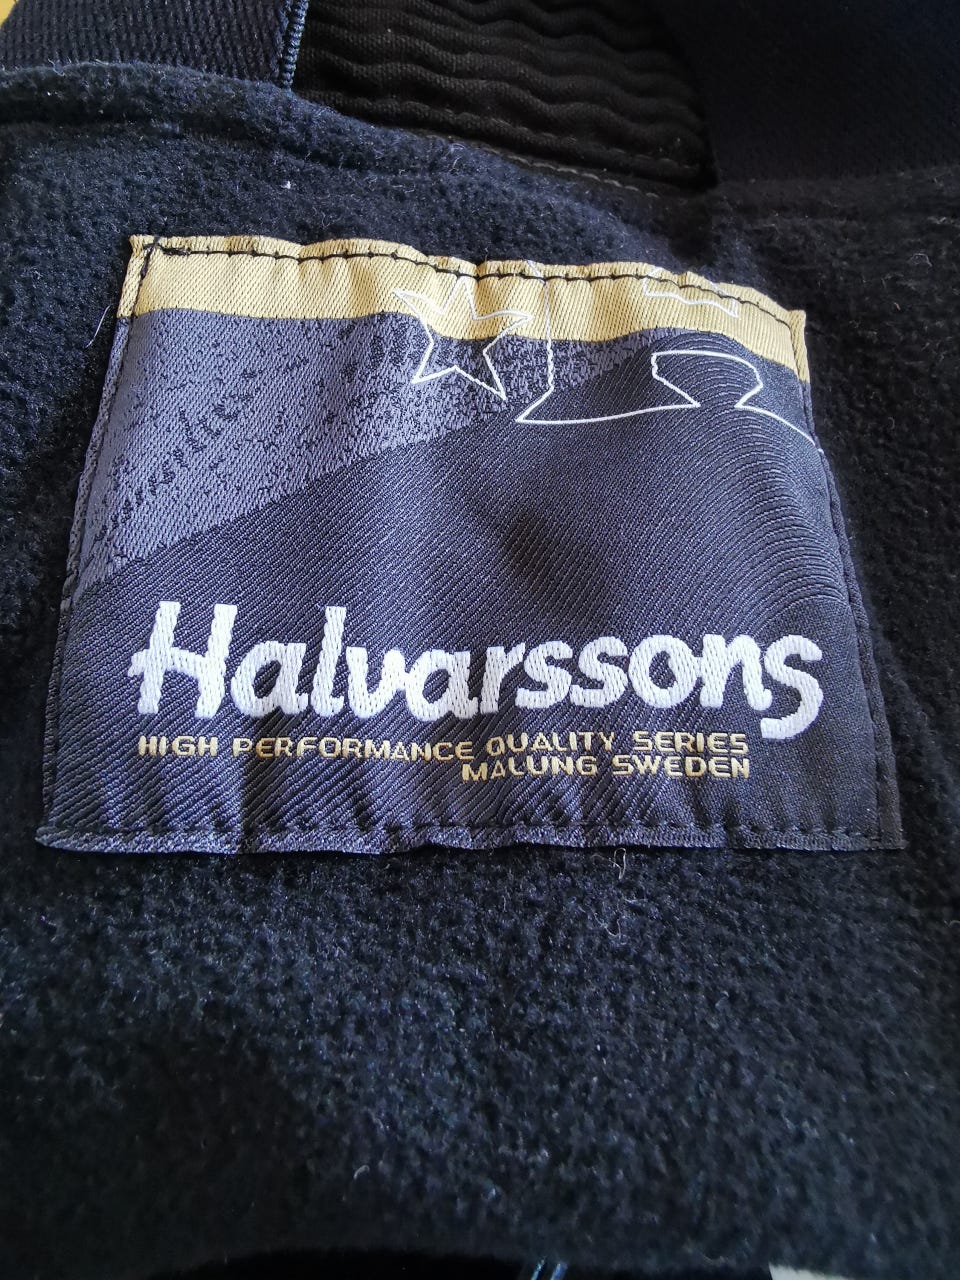 Halvarssons
HIGH PERFORMANCE QUALITY SERIES
MALUNG SWEDEN